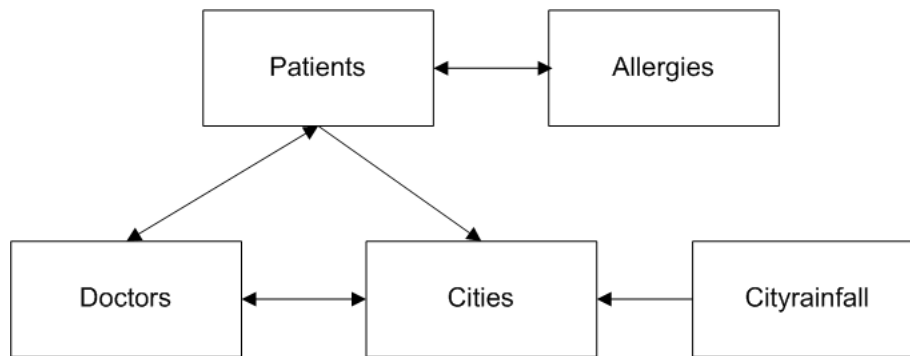 Patients
Allergies
Doctors
Cities
Cityrainfall